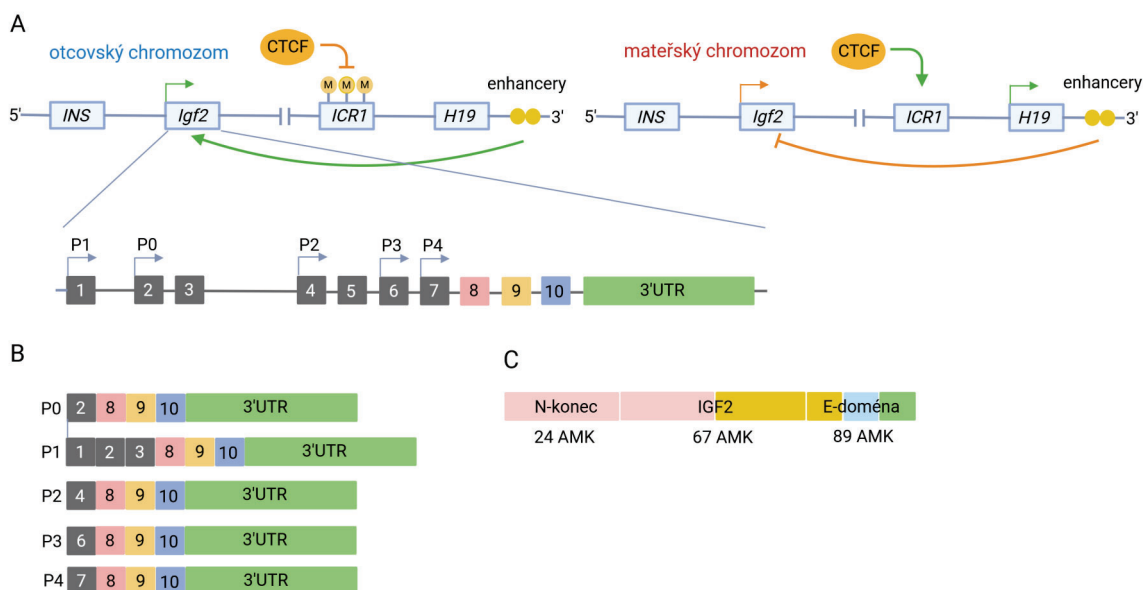 A
otcovský chromozom
CTCF
M M M
enhancery
5' INS Igf2 ICR1 H19 3'
mateřský chromozom
CTCF
enhancery
5' INS Igf2 ICR1 H19 3'
P1 P0 P2 P3 P4
1 2 3 4 5 6 7 8 9 10 3'UTR
B
P0 2 8 9 10 3'UTR
P1 1 2 3 8 9 10 3'UTR
P2 4 8 9 10 3'UTR
P3 6 8 9 10 3'UTR
P4 7 8 9 10 3'UTR
C
N-konec IGF2 E-doména
24 AMK 67 AMK 89 AMK